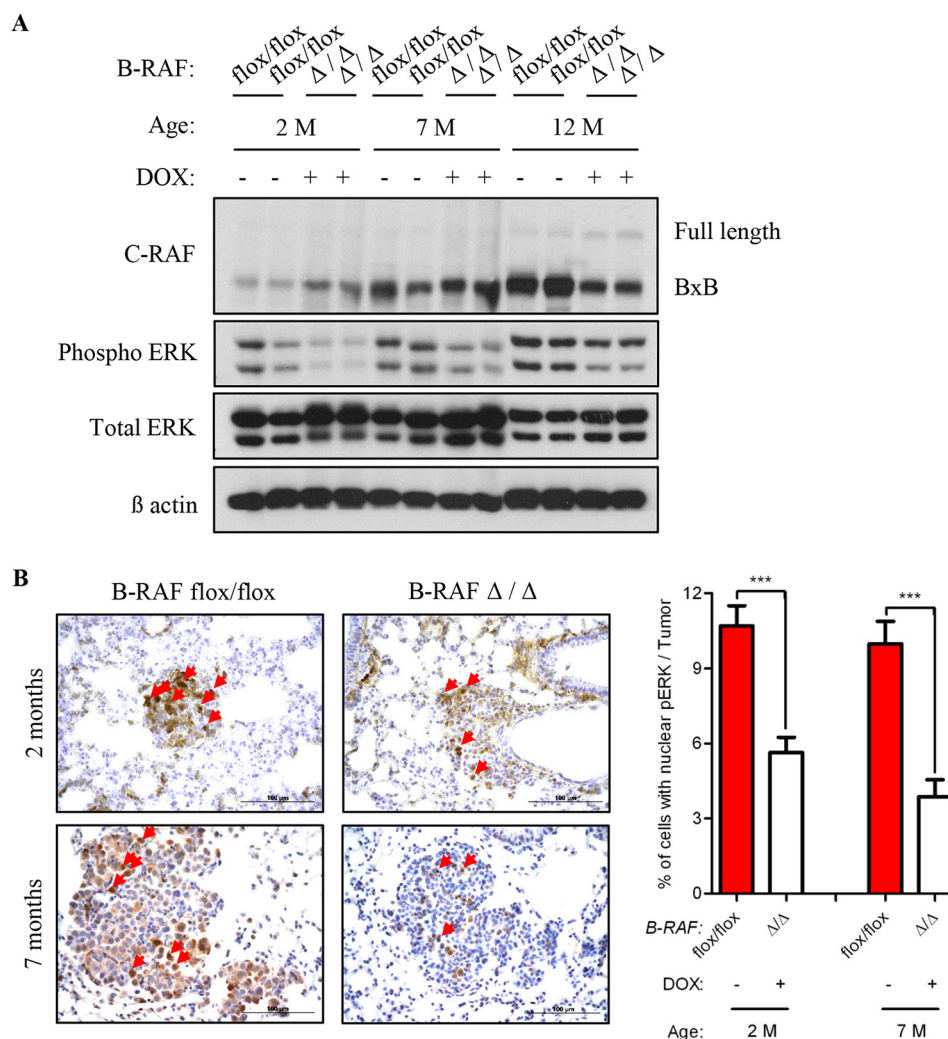 A
B-RAF: flox/flox flox/flox Δ/Δ Δ/Δ flox/flox flox/flox Δ/Δ Δ/Δ flox/flox flox/flox Δ/Δ Δ/Δ
Age: 2 M 7 M 12 M
DOX: - - + + - - + + - - + +
C-RAF
Full length
BxB
Phospho ERK
Total ERK
ß actin
B
B-RAF flox/flox
B-RAF Δ / Δ
2 months
100 µm
100 µm
7 months
100 µm
100 µm
% of cells with nuclear pERK / Tumor
12
9
6
3
0
***
***
B-RAF: flox/flox Δ/Δ flox/flox Δ/Δ
DOX: - + - +
Age: 2 M 7 M